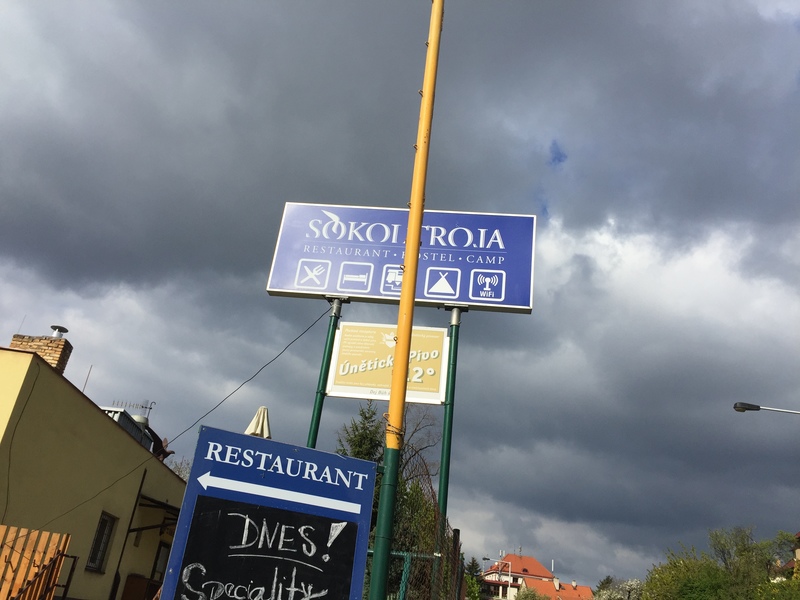 SOKOL TROJA
RESTAURANT • HOSTEL • CAMP
WiFi
Únětické Pivo
12°
RESTAURANT
DNES!
Speciality